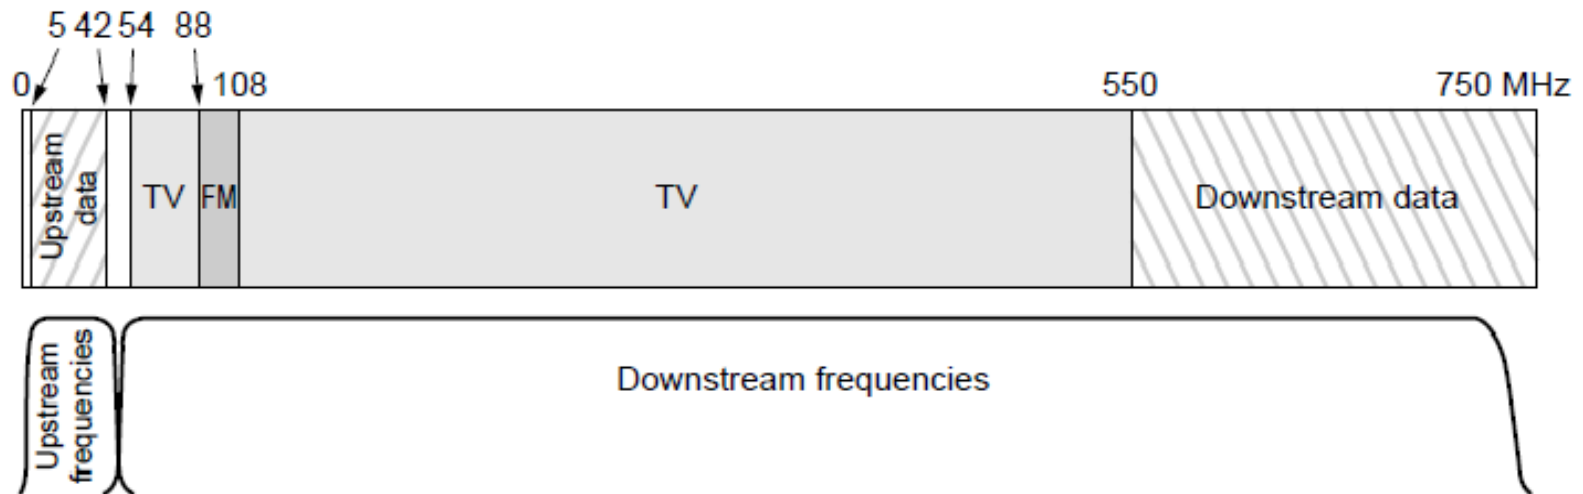 5 42 54 88
0 108 550 750 MHz
Upstream
data
TV
FM
TV
Downstream data
Upstream
frequencies
Downstream frequencies